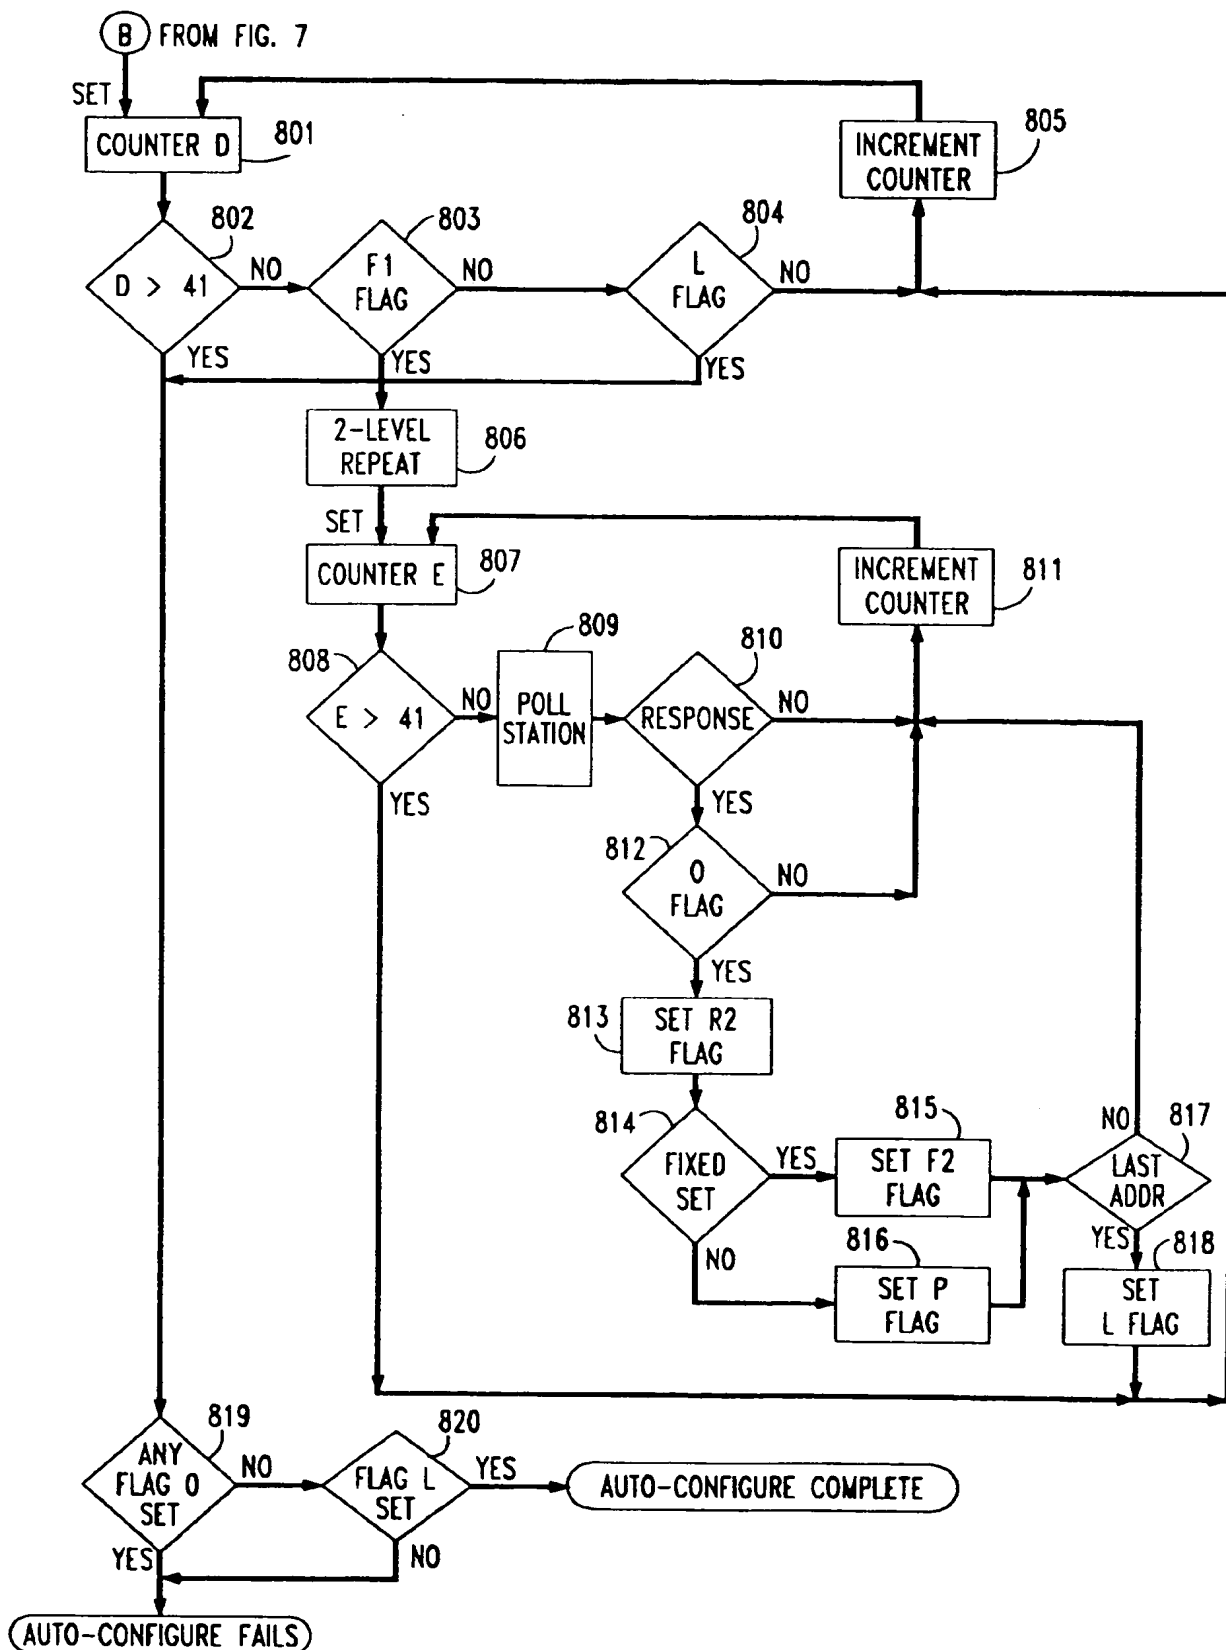 B FROM FIG. 7
SET
COUNTER D
801
INCREMENT
COUNTER
805
802
D > 41
NO
YES
803
F1
FLAG
NO
YES
804
L
FLAG
NO
YES
2-LEVEL
REPEAT
806
SET
COUNTER E
807
INCREMENT
COUNTER
811
808
E > 41
NO
YES
809
POLL
STATION
810
RESPONSE
NO
YES
812
O
FLAG
NO
YES
813
SET R2
FLAG
814
FIXED
SET
YES
NO
815
SET F2
FLAG
816
SET P
FLAG
817
LAST
ADDR
NO
YES
818
SET
L FLAG
819
ANY
FLAG O
SET
NO
YES
820
FLAG L
SET
YES
NO
AUTO-CONFIGURE COMPLETE
AUTO-CONFIGURE FAILS